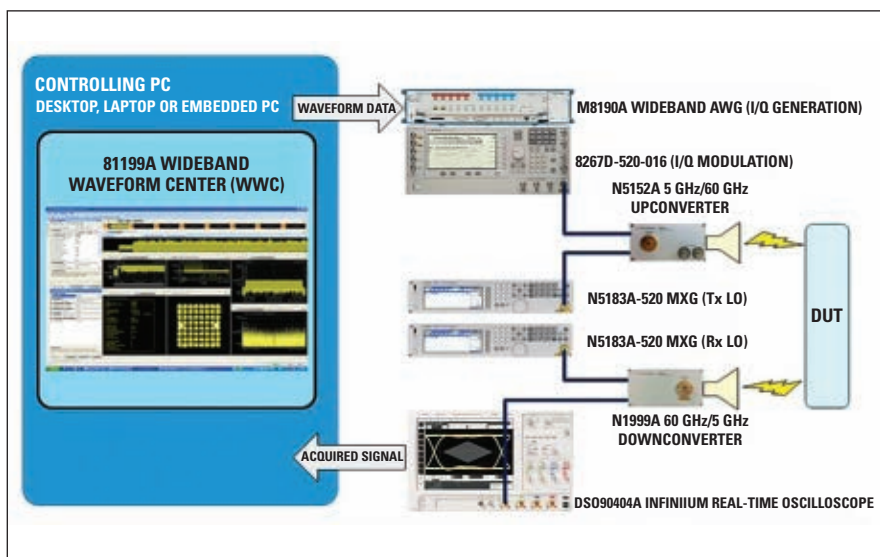 CONTROLLING PC
DESKTOP, LAPTOP OR EMBEDDED PC
WAVEFORM DATA
81199A WIDEBAND
WAVEFORM CENTER (WWC)
M8190A WIDEBAND AWG (I/Q GENERATION)
8267D-520-016 (I/Q MODULATION)
N5152A 5 GHz/60 GHz
UPCONVERTER
N5183A-520 MXG (Tx LO)
DUT
N5183A-520 MXG (Rx LO)
N1999A 60 GHz/5 GHz
DOWNCONVERTER
ACQUIRED SIGNAL
DSO90404A INFINIIUM REAL-TIME OSCILLOSCOPE